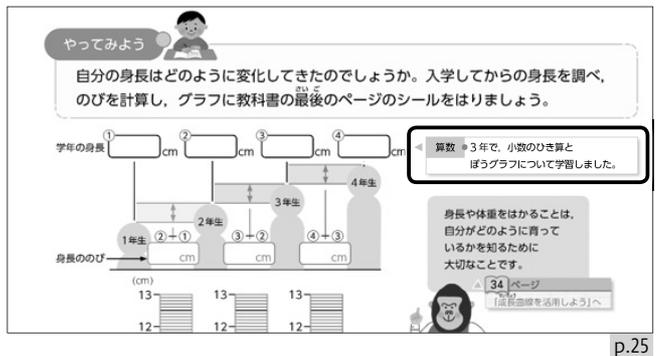 やってみよう
自分の身長はどのように変化してきたのでしょうか。入学してからの身長を調べ，
のびを計算し，グラフに教科書の最後のページのシールをはりましょう。
さい ご
学年の身長
① cm ② cm ③ cm ④ cm
算数 3年で，小数のひき算と
ぼうグラフについて学習しました。
1年生
2年生
3年生
4年生
②－① ③－② ④－③
身長ののび cm cm cm
身長や体重をはかることは，
自分がどのように育って
いるかを知るために
大切なことです。
34 ページ
「成長曲線を活用しよう」へ
(cm)
13 13 13
12 12 12
p.25